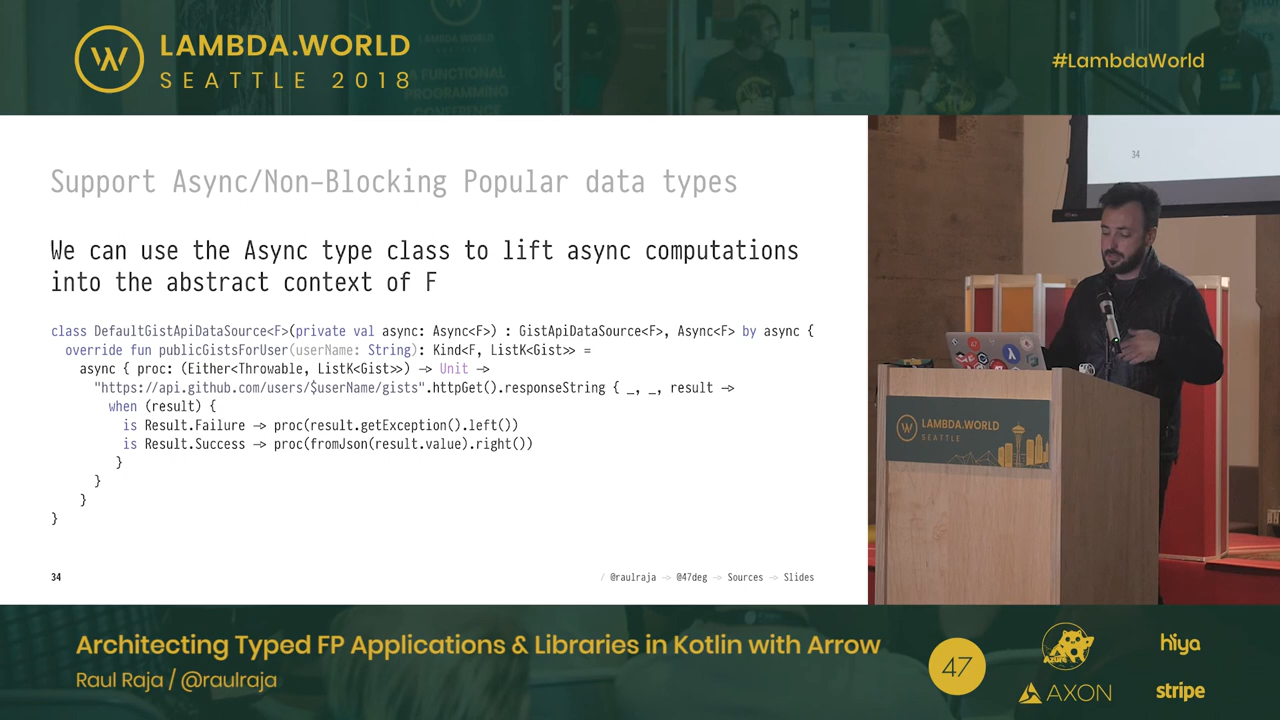 LAMBDA.WORLD
SEATTLE 2018
#LambdaWorld
Support Async/Non-Blocking Popular data types
We can use the Async type class to lift async computations
into the abstract context of F
class DefaultGistApiDataSource<F>(private val async: Async<F>) : GistApiDataSource<F>, Async<F> by async {
override fun publicGistsForUser(userName: String): Kind<F, ListK<Gist>> =
async { proc: (Either<Throwable, ListK<Gist>>) -> Unit ->
"https://api.github.com/users/$userName/gists".httpGet().responseString { _, _, result ->
when (result) {
is Result.Failure -> proc(result.getException().left())
is Result.Success -> proc(fromJson(result.value).right())
}
}
}
}
34
/ @raulraja -> @47deg -> Sources -> Slides
34
LAMBDA.WORLD
SEATTLE
Architecting Typed FP Applications & Libraries in Kotlin with Arrow
Raul Raja / @raulraja
47
Azure
hiya
AXON
stripe